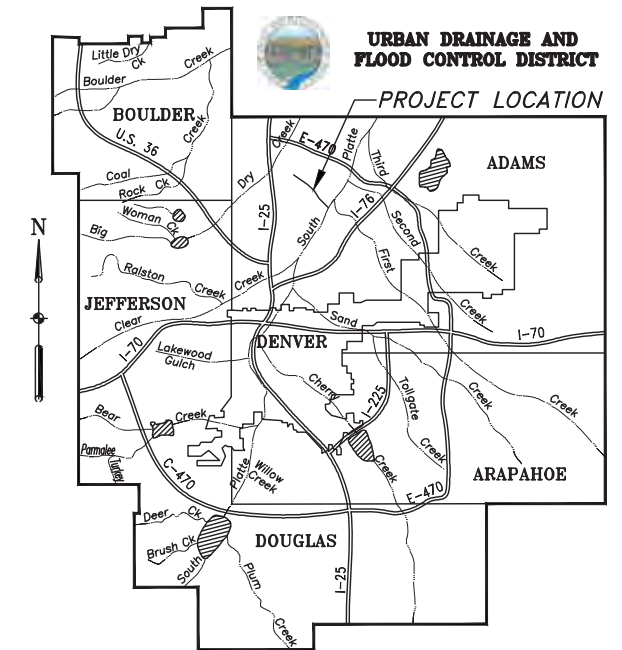 URBAN DRAINAGE AND
FLOOD CONTROL DISTRICT
PROJECT LOCATION
Little Dry
Ck
Creek
Boulder
BOULDER
Creek
U.S. 36
Coal
Rock Ck
Woman Ck
Big
Dry
Creek
E-470
Platte
Third
ADAMS
I-25
I-76
South
Second
First
Creek
N
Ralston
Creek
Creek
JEFFERSON
Clear
I-70
Sand
Creek
I-70
DENVER
Lakewood
Gulch
Cherry
I-225
Tollgate
Creek
Creek
Bear
Creek
Parmalee
Turkey
C-470
Platte
Willow
Creek
Creek
Creek
ARAPAHOE
E-470
Deer Ck
DOUGLAS
Brush Ck
South
Plum
I-25
Creek